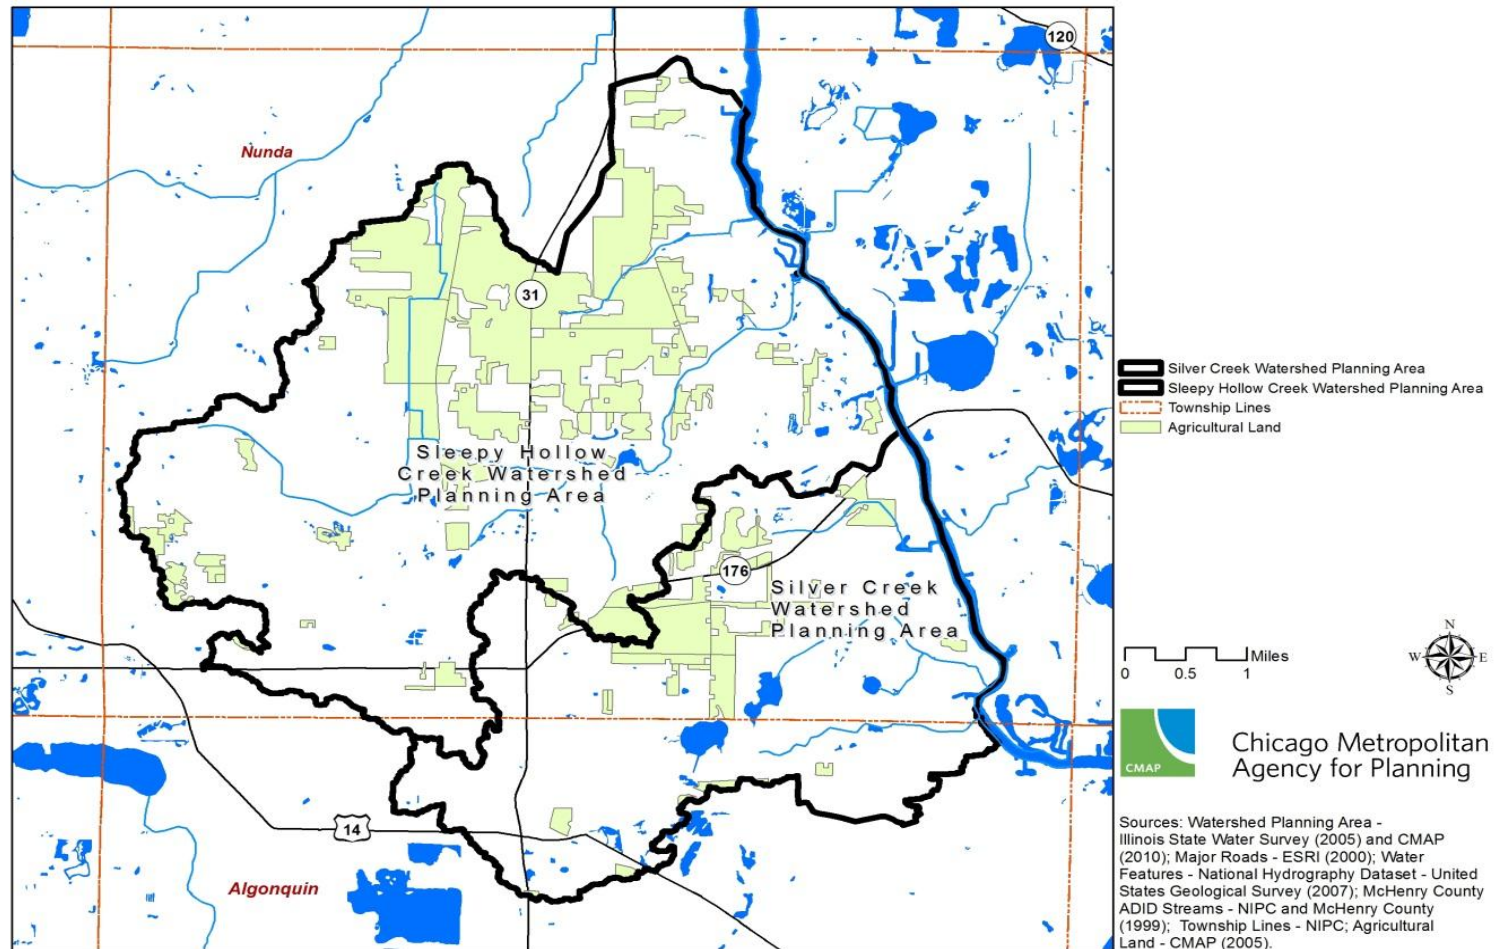 120
Nunda
31
Sleepy Hollow
Creek Watershed
Planning Area
176
Silver Creek
Watershed
Planning Area
14
Algonquin
Silver Creek Watershed Planning Area
Sleepy Hollow Creek Watershed Planning Area
Township Lines
Agricultural Land
N
W E
S
Miles
0 0.5 1
CMAP
Chicago Metropolitan
Agency for Planning
Sources: Watershed Planning Area -
Illinois State Water Survey (2005) and CMAP
(2010); Major Roads - ESRI (2000); Water
Features - National Hydrography Dataset - United
States Geological Survey (2007); McHenry County
ADID Streams - NIPC and McHenry County
(1999); Township Lines - NIPC; Agricultural
Land - CMAP (2005).